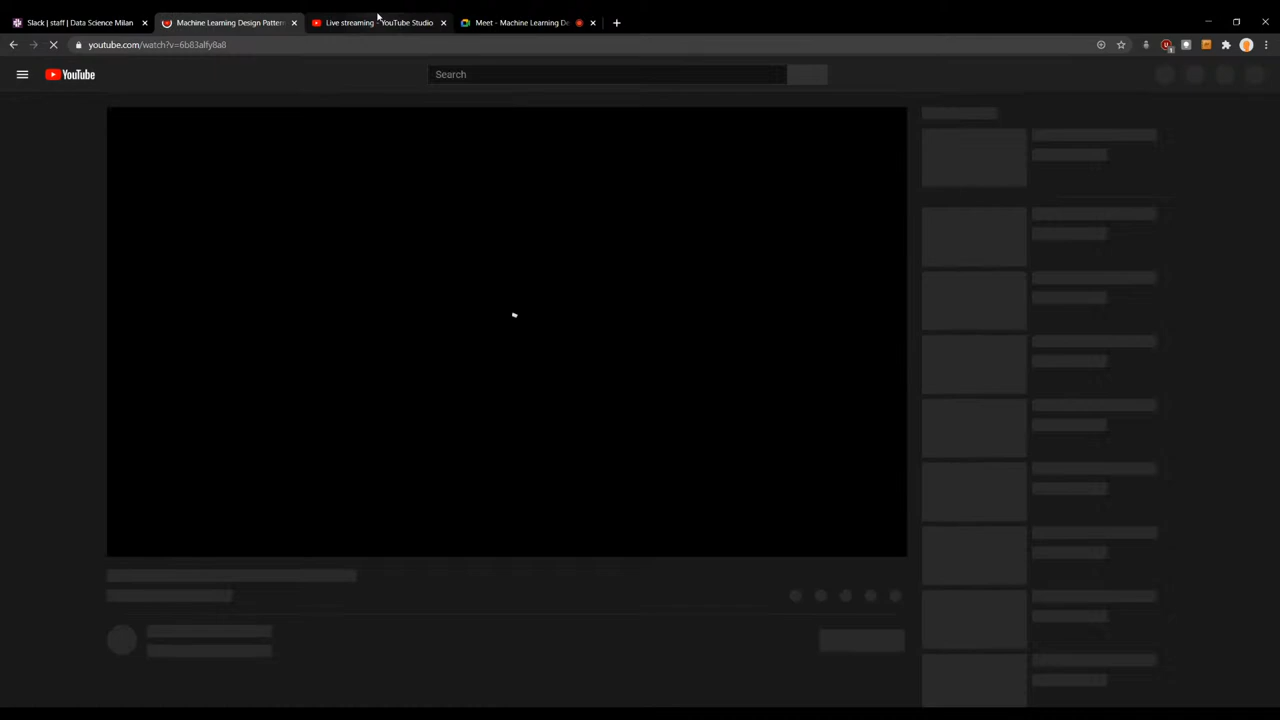 Slack | staff | Data Science Milan
Machine Learning Design Pattern
Live streaming - YouTube Studio
Meet - Machine Learning De
youtube.com/watch?v=6b83alfy8a8
YouTube
Search